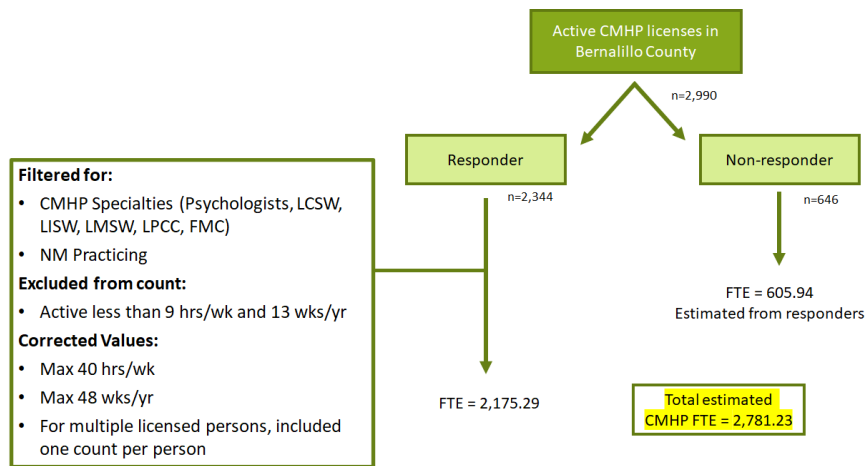 Active CMHP licenses in
Bernalillo County
n=2,990
Responder
Non-responder
n=2,344
n=646
Filtered for:
• CMHP Specialties (Psychologists, LCSW,
LISW, LMSW, LPCC, FMC)
• NM Practicing
Excluded from count:
• Active less than 9 hrs/wk and 13 wks/yr
Corrected Values:
• Max 40 hrs/wk
• Max 48 wks/yr
• For multiple licensed persons, included
one count per person
FTE = 605.94
Estimated from responders
FTE = 2,175.29
Total estimated
CMHP FTE = 2,781.23